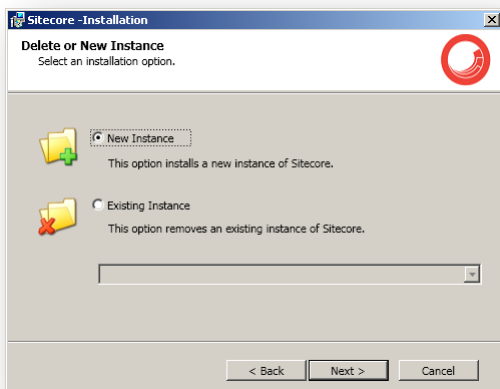 Sitecore -Installation
Delete or New Instance
Select an installation option.
New Instance
This option installs a new instance of Sitecore.
Existing Instance
This option removes an existing instance of Sitecore.
< Back Next > Cancel